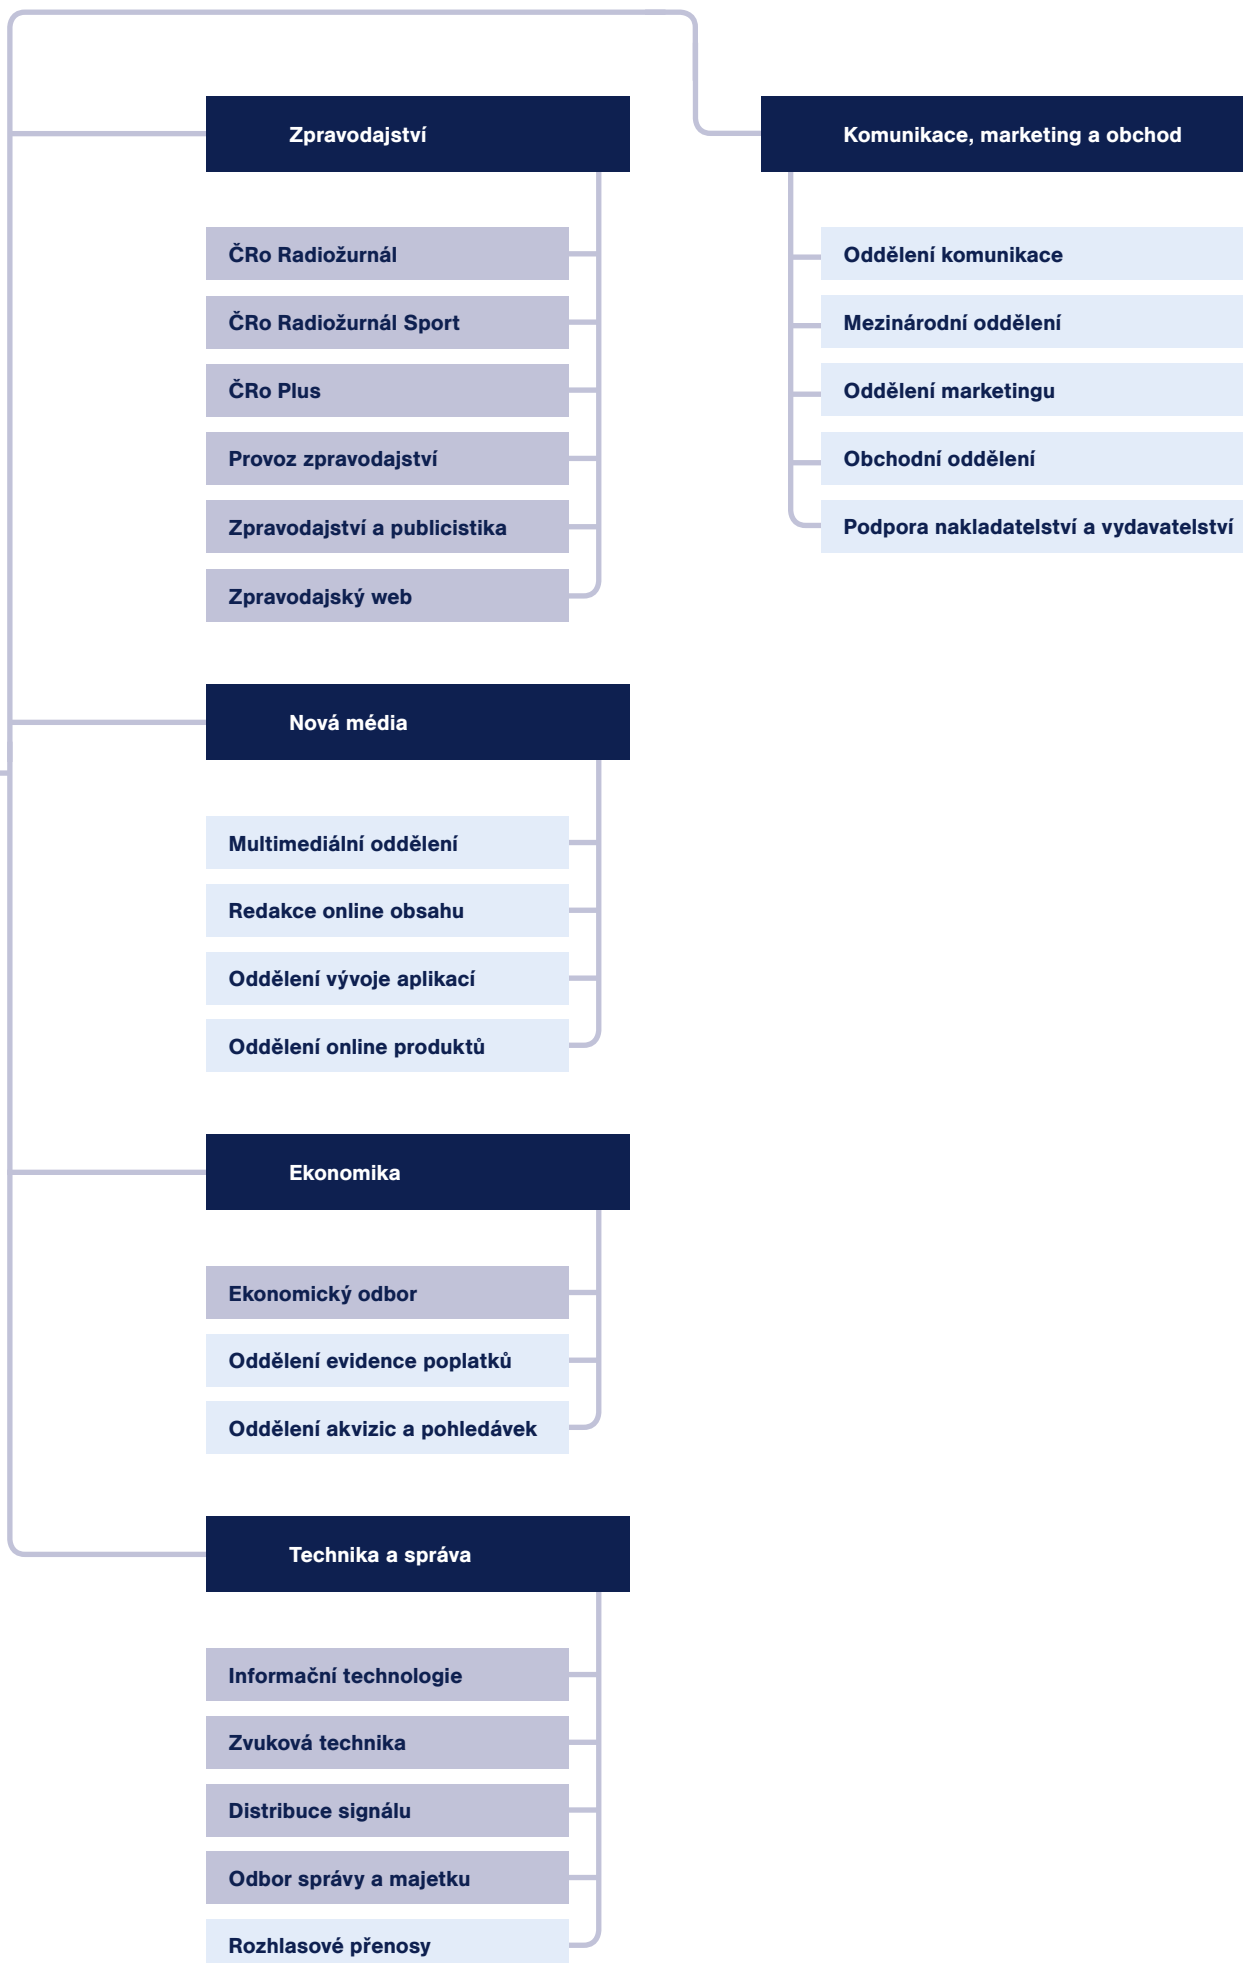 Zpravodajství
ČRo Radiožurnál
ČRo Radiožurnál Sport
ČRo Plus
Provoz zpravodajství
Zpravodajství a publicistika
Zpravodajský web
Komunikace, marketing a obchod
Oddělení komunikace
Mezinárodní oddělení
Oddělení marketingu
Obchodní oddělení
Podpora nakladatelství a vydavatelství
Nová média
Multimediální oddělení
Redakce online obsahu
Oddělení vývoje aplikací
Oddělení online produktů
Ekonomika
Ekonomický odbor
Oddělení evidence poplatků
Oddělení akvizic a pohledávek
Technika a správa
Informační technologie
Zvuková technika
Distribuce signálu
Odbor správy a majetku
Rozhlasové přenosy